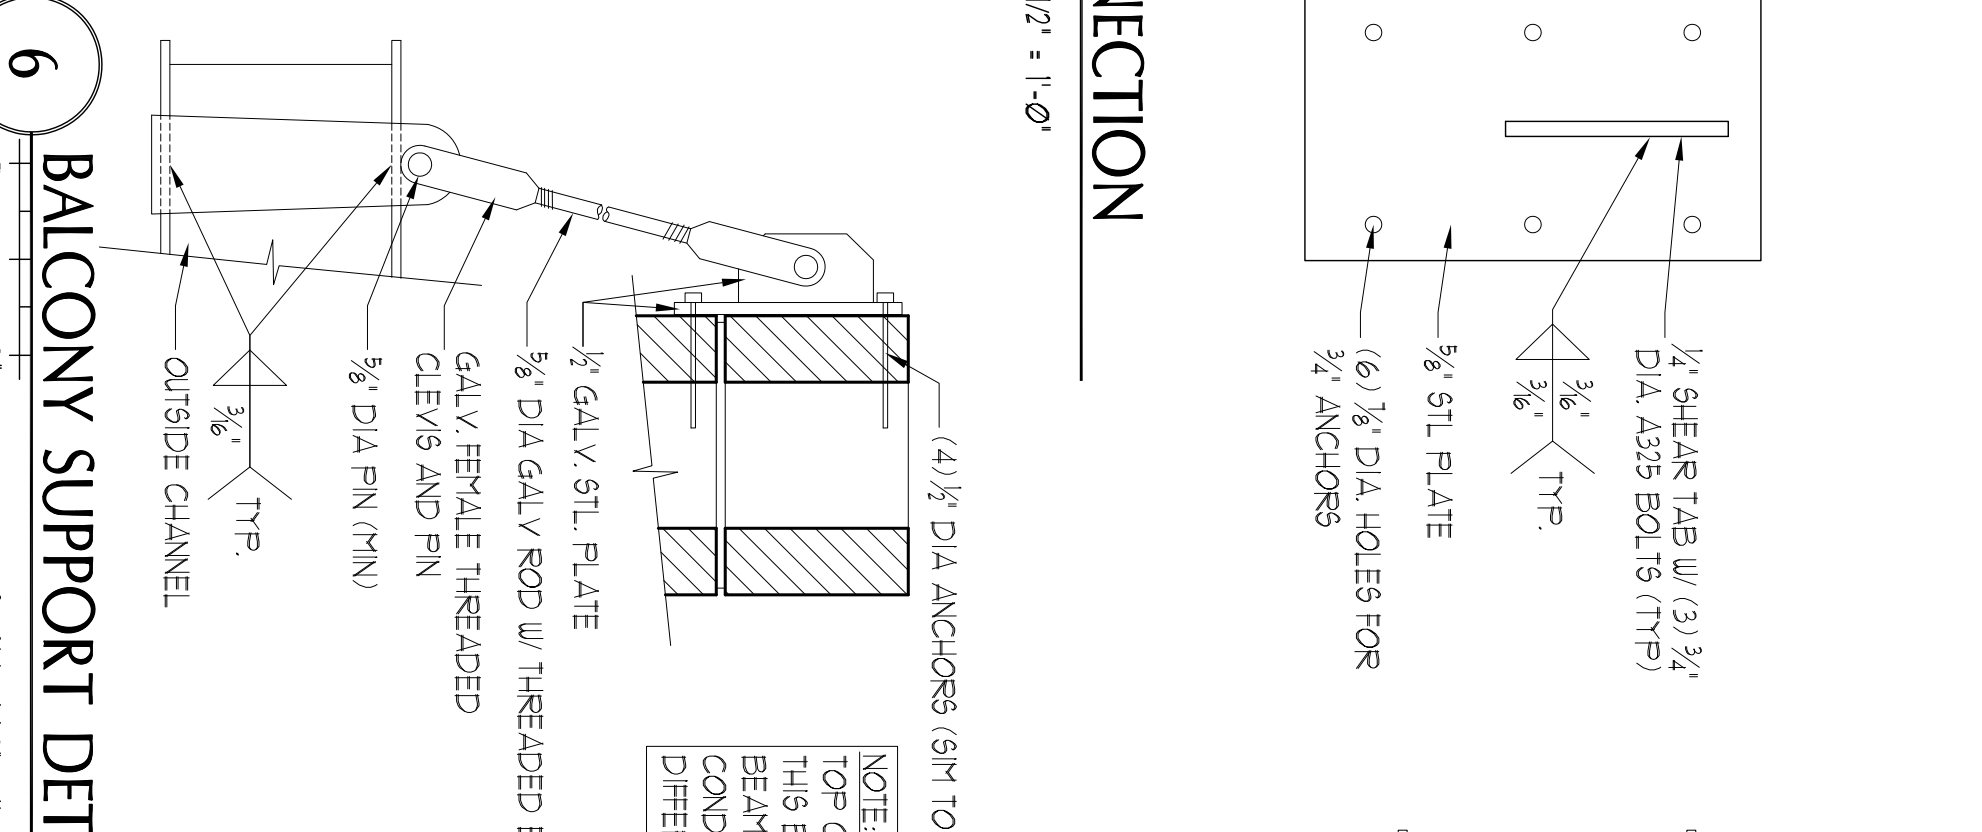 ¼" SHEAR TAB W/ (3) ¾"
DIA. A325 BOLTS (TYP)
3/16"
3/16"
TYP.
⅝" STL PLATE
(6) ⅞" DIA. HOLES FOR
¾" ANCHORS
NECTION
1/2" = 1'-0"
(4) ½" DIA ANCHORS (SIM TO
½" GALV. STL. PLATE
⅝" DIA GALV ROD W/ THREADED E
GALV. FEMALE THREADED
CLEVIS AND PIN
⅝" DIA PIN (MIN)
3/16"
TYP.
OUTSIDE CHANNEL
NOTE:
TOP
THIS
BEAM
COND
DIFFE
6
BALCONY SUPPORT DET